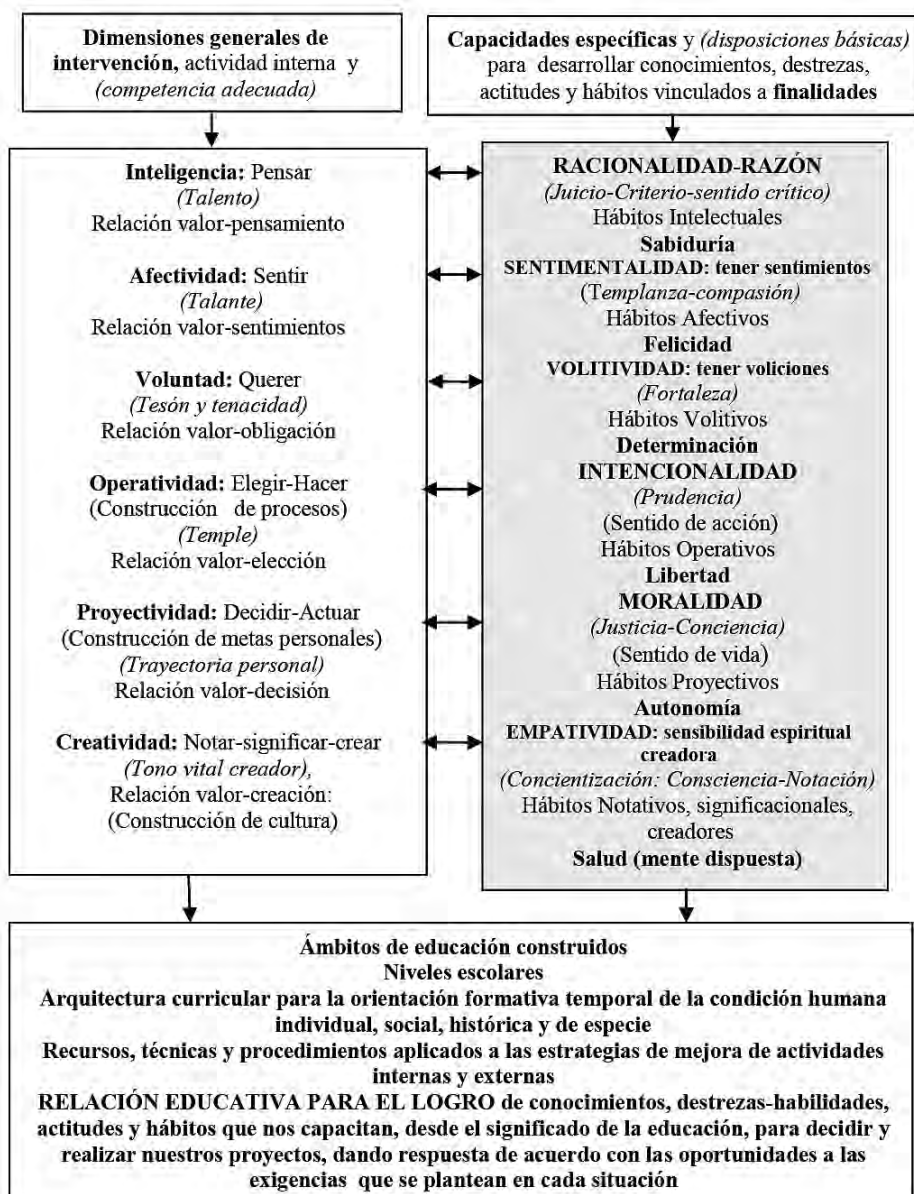 Dimensiones generales de
intervención, actividad interna y
(competencia adecuada)
Capacidades específicas y (disposiciones básicas)
para desarrollar conocimientos, destrezas,
actitudes y hábitos vinculados a finalidades
Inteligencia: Pensar
(Talento)
Relación valor-pensamiento
Afectividad: Sentir
(Talante)
Relación valor-sentimientos
Voluntad: Querer
(Tesón y tenacidad)
Relación valor-obligación
Operatividad: Elegir-Hacer
(Construcción de procesos)
(Temple)
Relación valor-elección
Proyectividad: Decidir-Actuar
(Construcción de metas personales)
(Trayectoria personal)
Relación valor-decisión
Creatividad: Notar-significar-crear
(Tono vital creador),
Relación valor-creación:
(Construcción de cultura)
RACIONALIDAD-RAZÓN
(Juicio-Criterio-sentido crítico)
Hábitos Intelectuales
Sabiduría
SENTIMENTALIDAD: tener sentimientos
(Templanza-compasión)
Hábitos Afectivos
Felicidad
VOLITIVIDAD: tener voliciones
(Fortaleza)
Hábitos Volitivos
Determinación
INTENCIONALIDAD
(Prudencia)
(Sentido de acción)
Hábitos Operativos
Libertad
MORALIDAD
(Justicia-Conciencia)
(Sentido de vida)
Hábitos Proyectivos
Autonomía
EMPATIVIDAD: sensibilidad espiritual
creadora
(Concientización: Consciencia-Notación)
Hábitos Notativos, significacionales,
creadores
Salud (mente dispuesta)
Ámbitos de educación construidos
Niveles escolares
Arquitectura curricular para la orientación formativa temporal de la condición humana
individual, social, histórica y de especie
Recursos, técnicas y procedimientos aplicados a las estrategias de mejora de actividades
internas y externas
RELACIÓN EDUCATIVA PARA EL LOGRO de conocimientos, destrezas-habilidades,
actitudes y hábitos que nos capacitan, desde el significado de la educación, para decidir y
realizar nuestros proyectos, dando respuesta de acuerdo con las oportunidades a las
exigencias que se plantean en cada situación